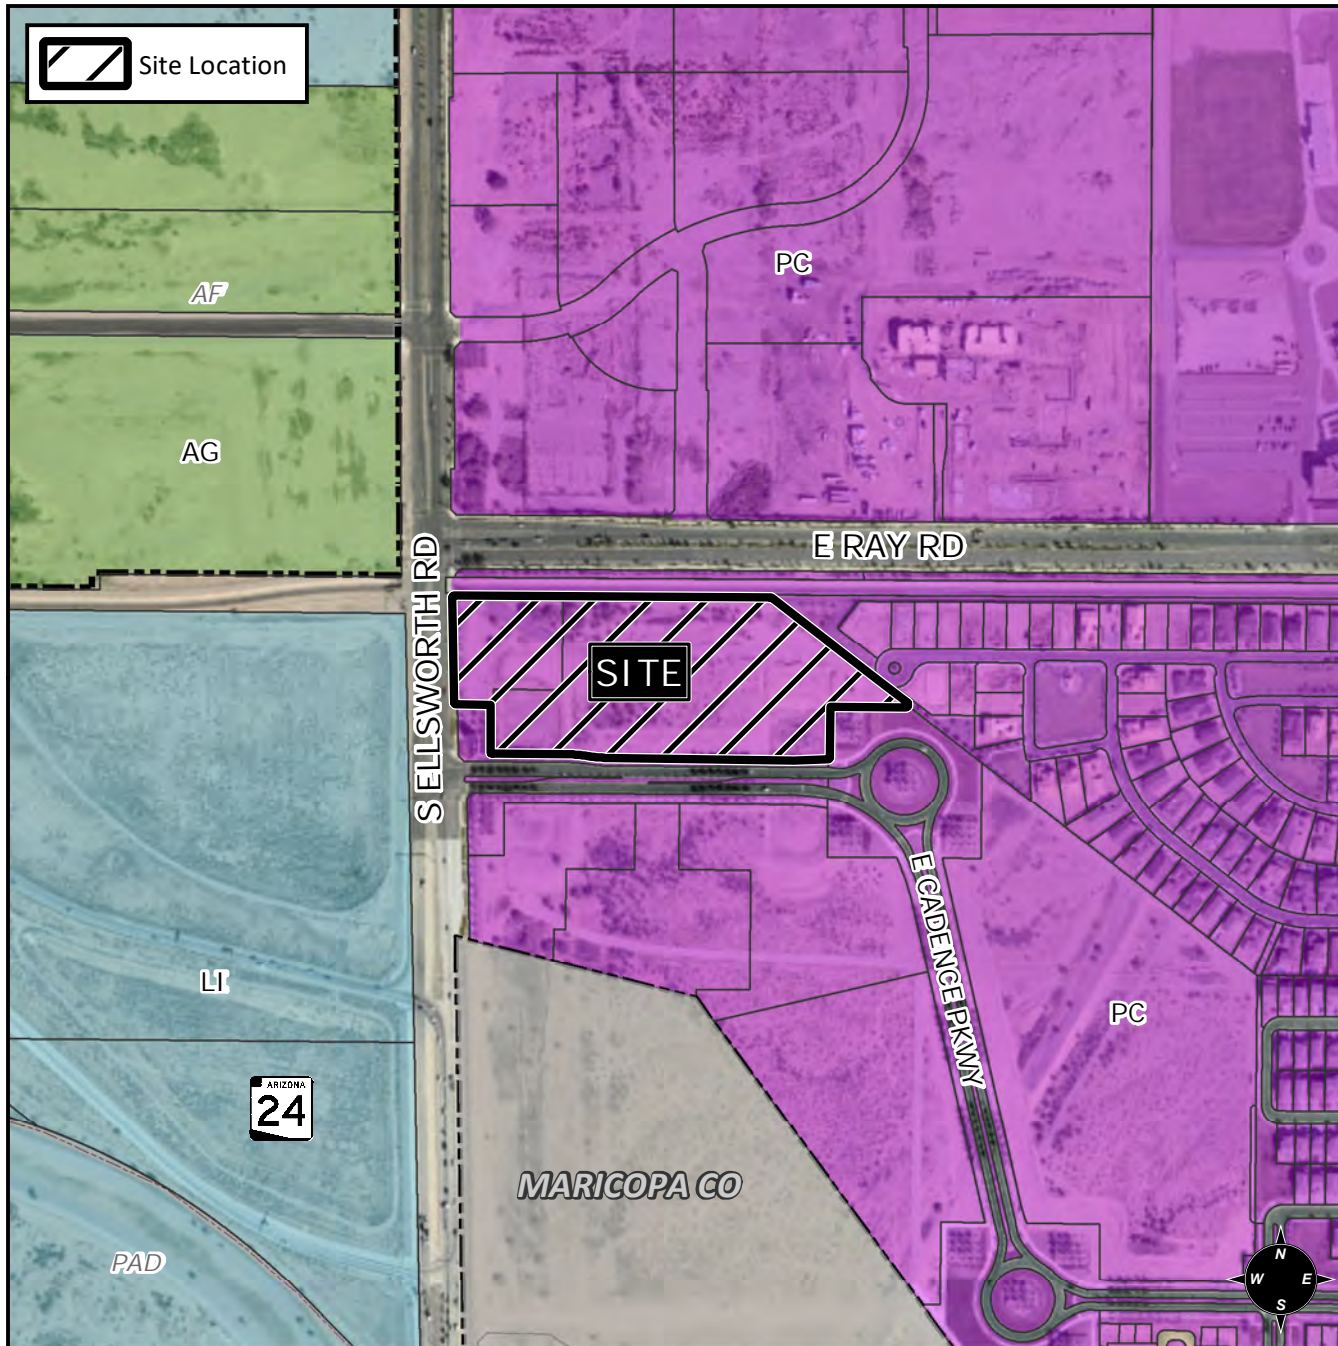 Site Location
PC
AF
AG
E RAY RD
S ELLSWORTH RD
SITE
E CADENCE PKWY
LI
PC
ARIZONA
24
MARICOPA CO
PAD
N
W
E
S